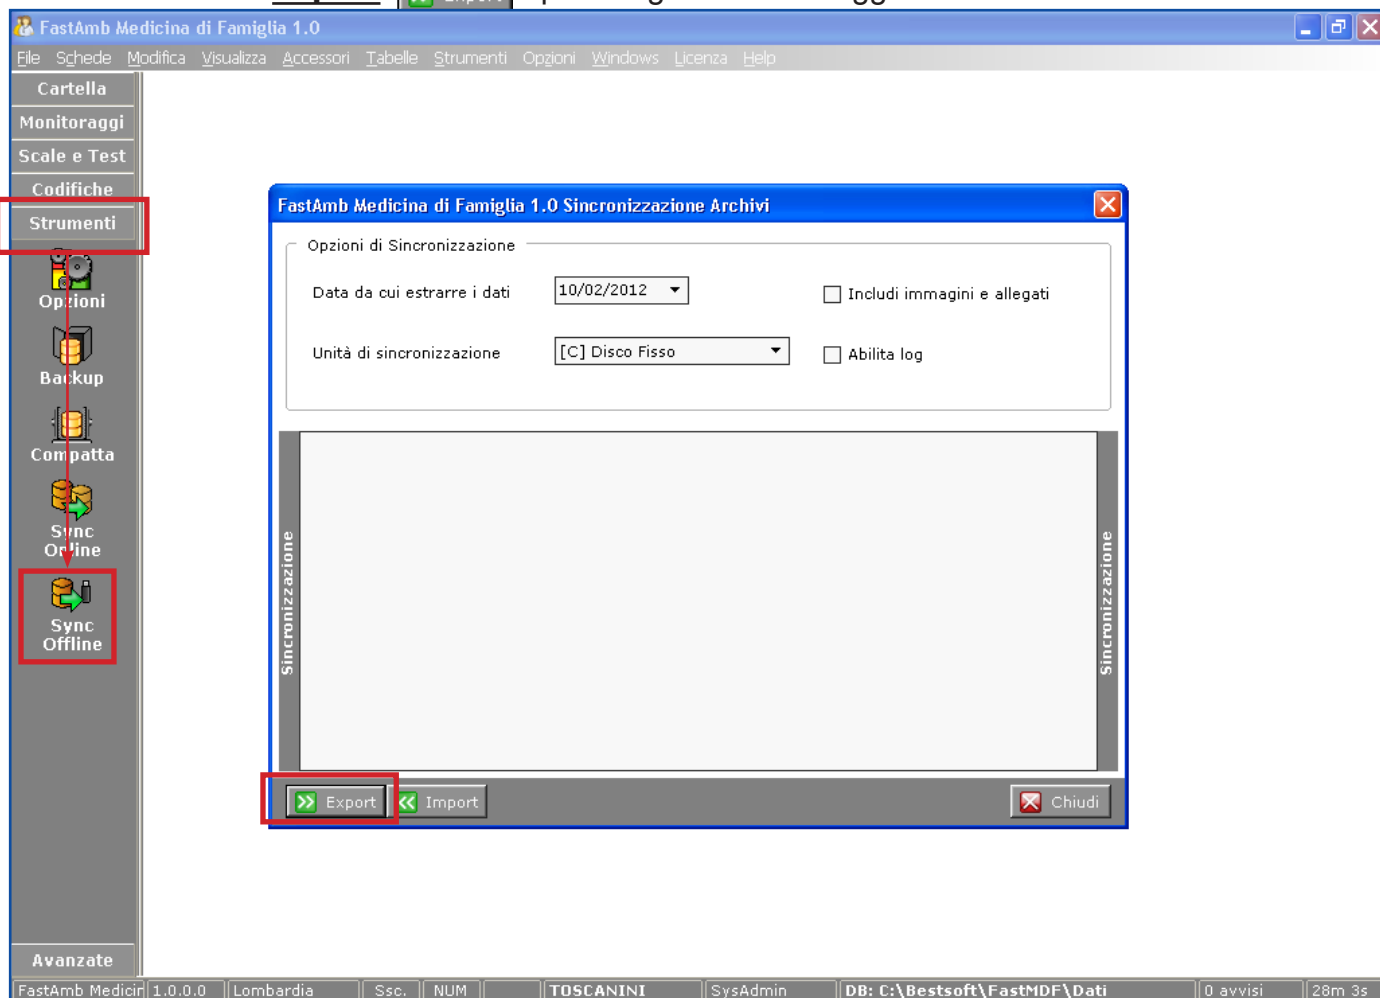 Export
FastAmb Medicina di Famiglia 1.0
File Schede Modifica Visualizza Accessori Tabelle Strumenti Opzioni Windows Licenza Help
Cartella
Monitoraggi
Scale e Test
Codifiche
Strumenti
Opzioni
Backup
Compatta
Sync
Online
Sync
Offline
Avanzate
FastAmb Medicina di Famiglia 1.0 Sincronizzazione Archivi
Opzioni di Sincronizzazione
Data da cui estrarre i dati
10/02/2012
Includi immagini e allegati
Unità di sincronizzazione
[C] Disco Fisso
Abilita log
Sincronizzazione
Sincronizzazione
Export
Import
Chiudi
FastAmb Medicin 1.0.0.0 Lombardia Ssc. NUM TOSCANINI SysAdmin DB: C:\Bestsoft\FastMDF\Dati 0 avvisi 28m 3s